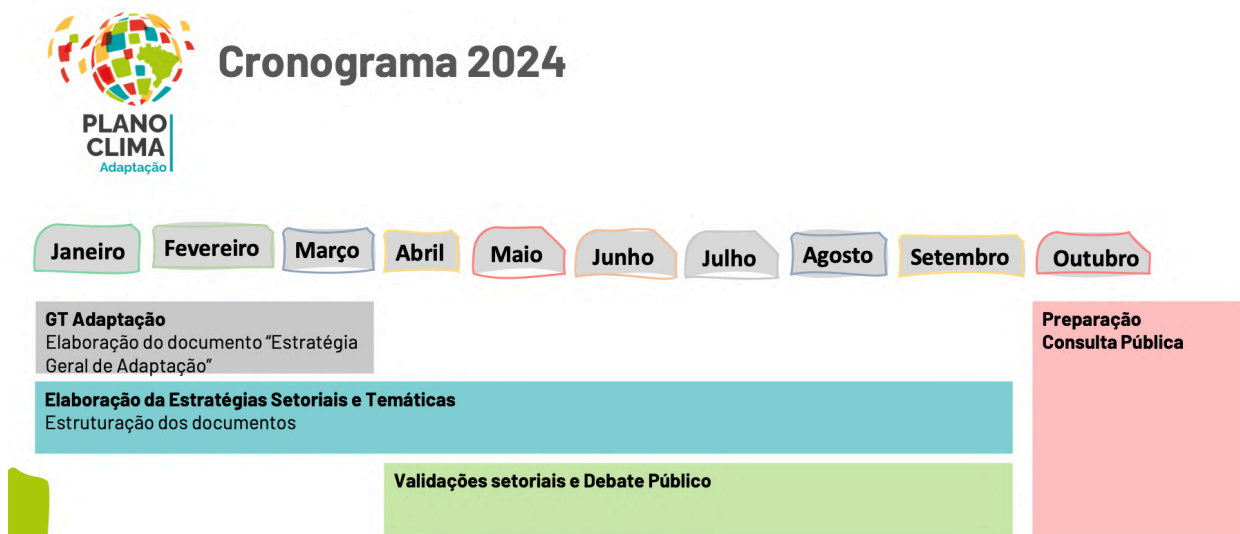 Cronograma 2024
PLANO
CLIMA
Adaptação
Janeiro
Fevereiro
Março
Abril
Maio
Junho
Julho
Agosto
Setembro
Outubro
GT Adaptação
Elaboração do documento “Estratégia
Geral de Adaptação”
Preparação
Consulta Pública
Elaboração da Estratégias Setoriais e Temáticas
Estruturação dos documentos
Validações setoriais e Debate Público